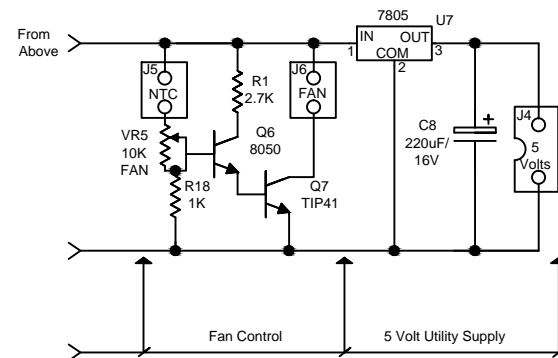 7805
U7
From
Above
IN OUT
COM
1
3
2
J5
NTC
R1
2.7K
J6
FAN
VR5
10K
FAN
Q6
8050
R18
1K
Q7
TIP41
+
C8
220uF/
16V
J4
5
Volts
Fan Control
5 Volt Utility Supply